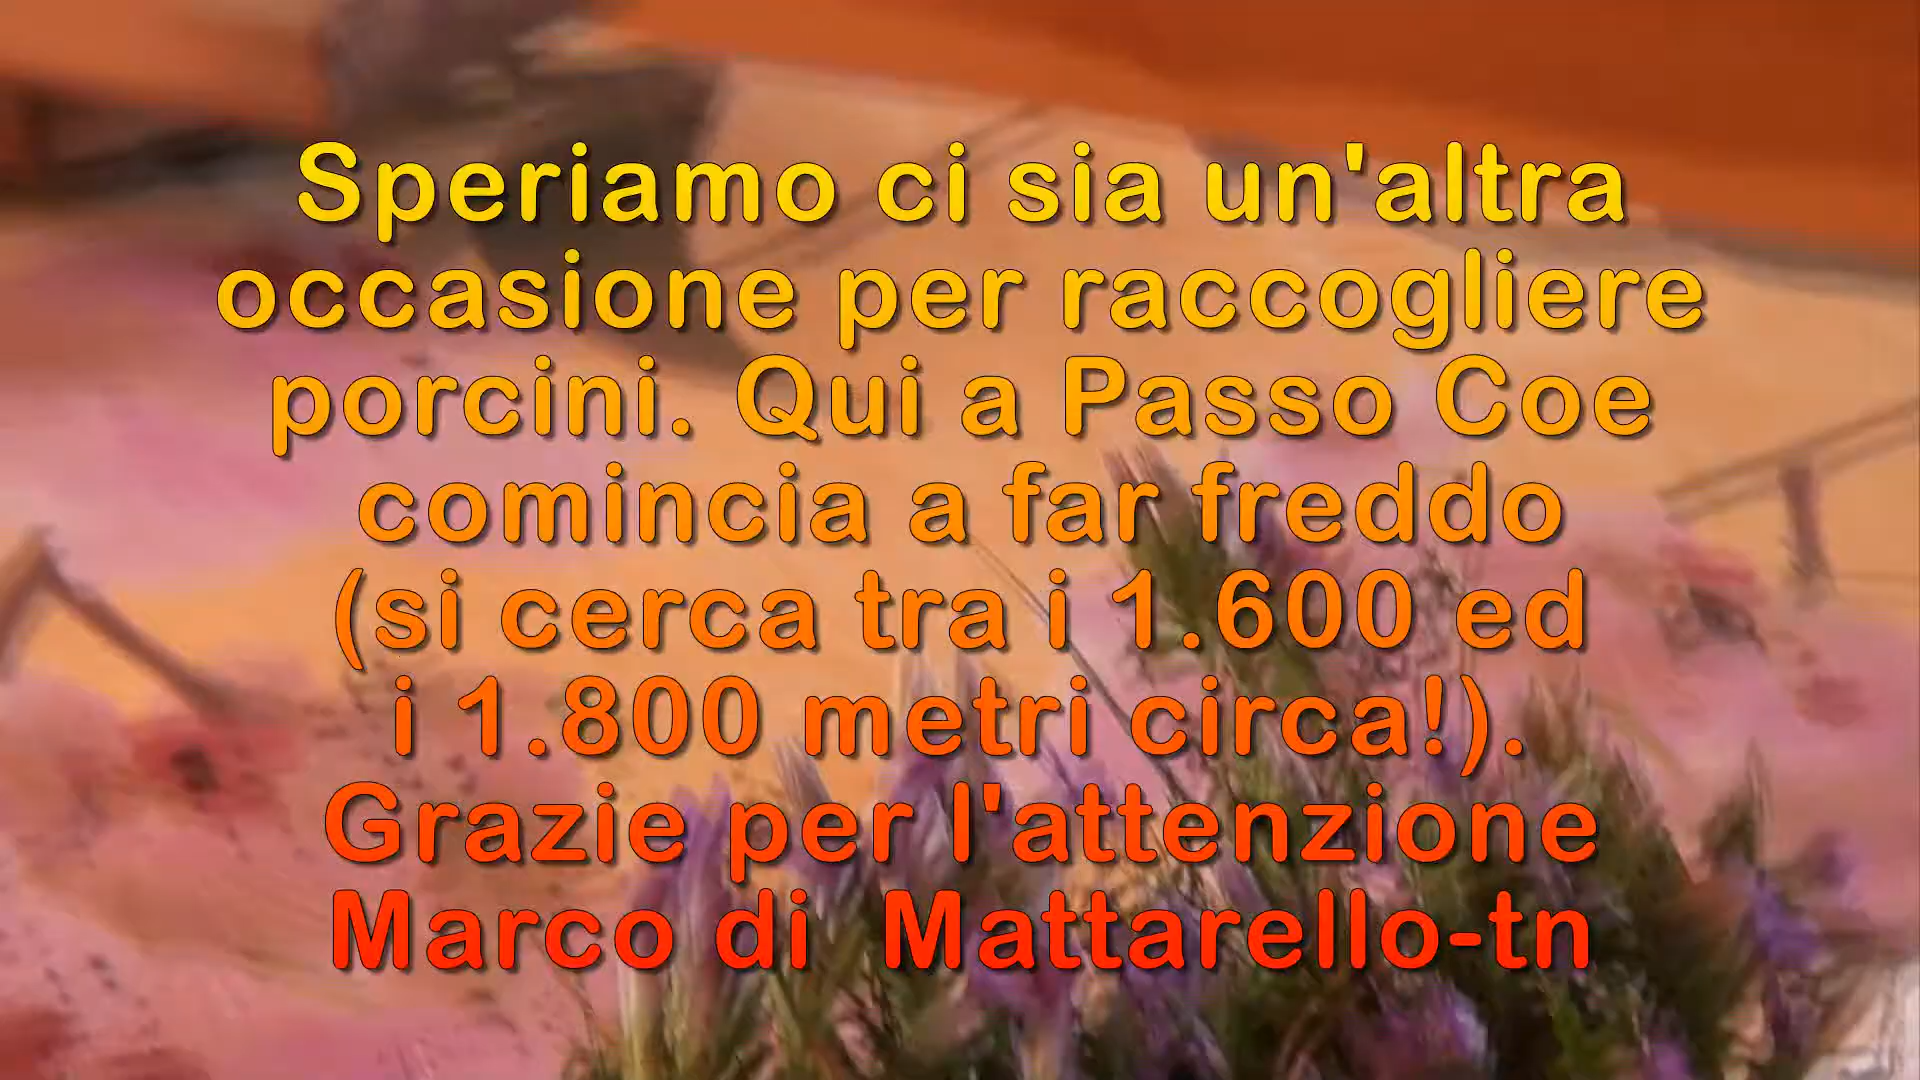 Speriamo ci sia un'altra
occasione per raccogliere
porcini. Qui a Passo Coe
comincia a far freddo
(si cerca tra i 1.600 ed
i 1.800 metri circa!).
Grazie per l'attenzione
Marco di  Mattarello-tn